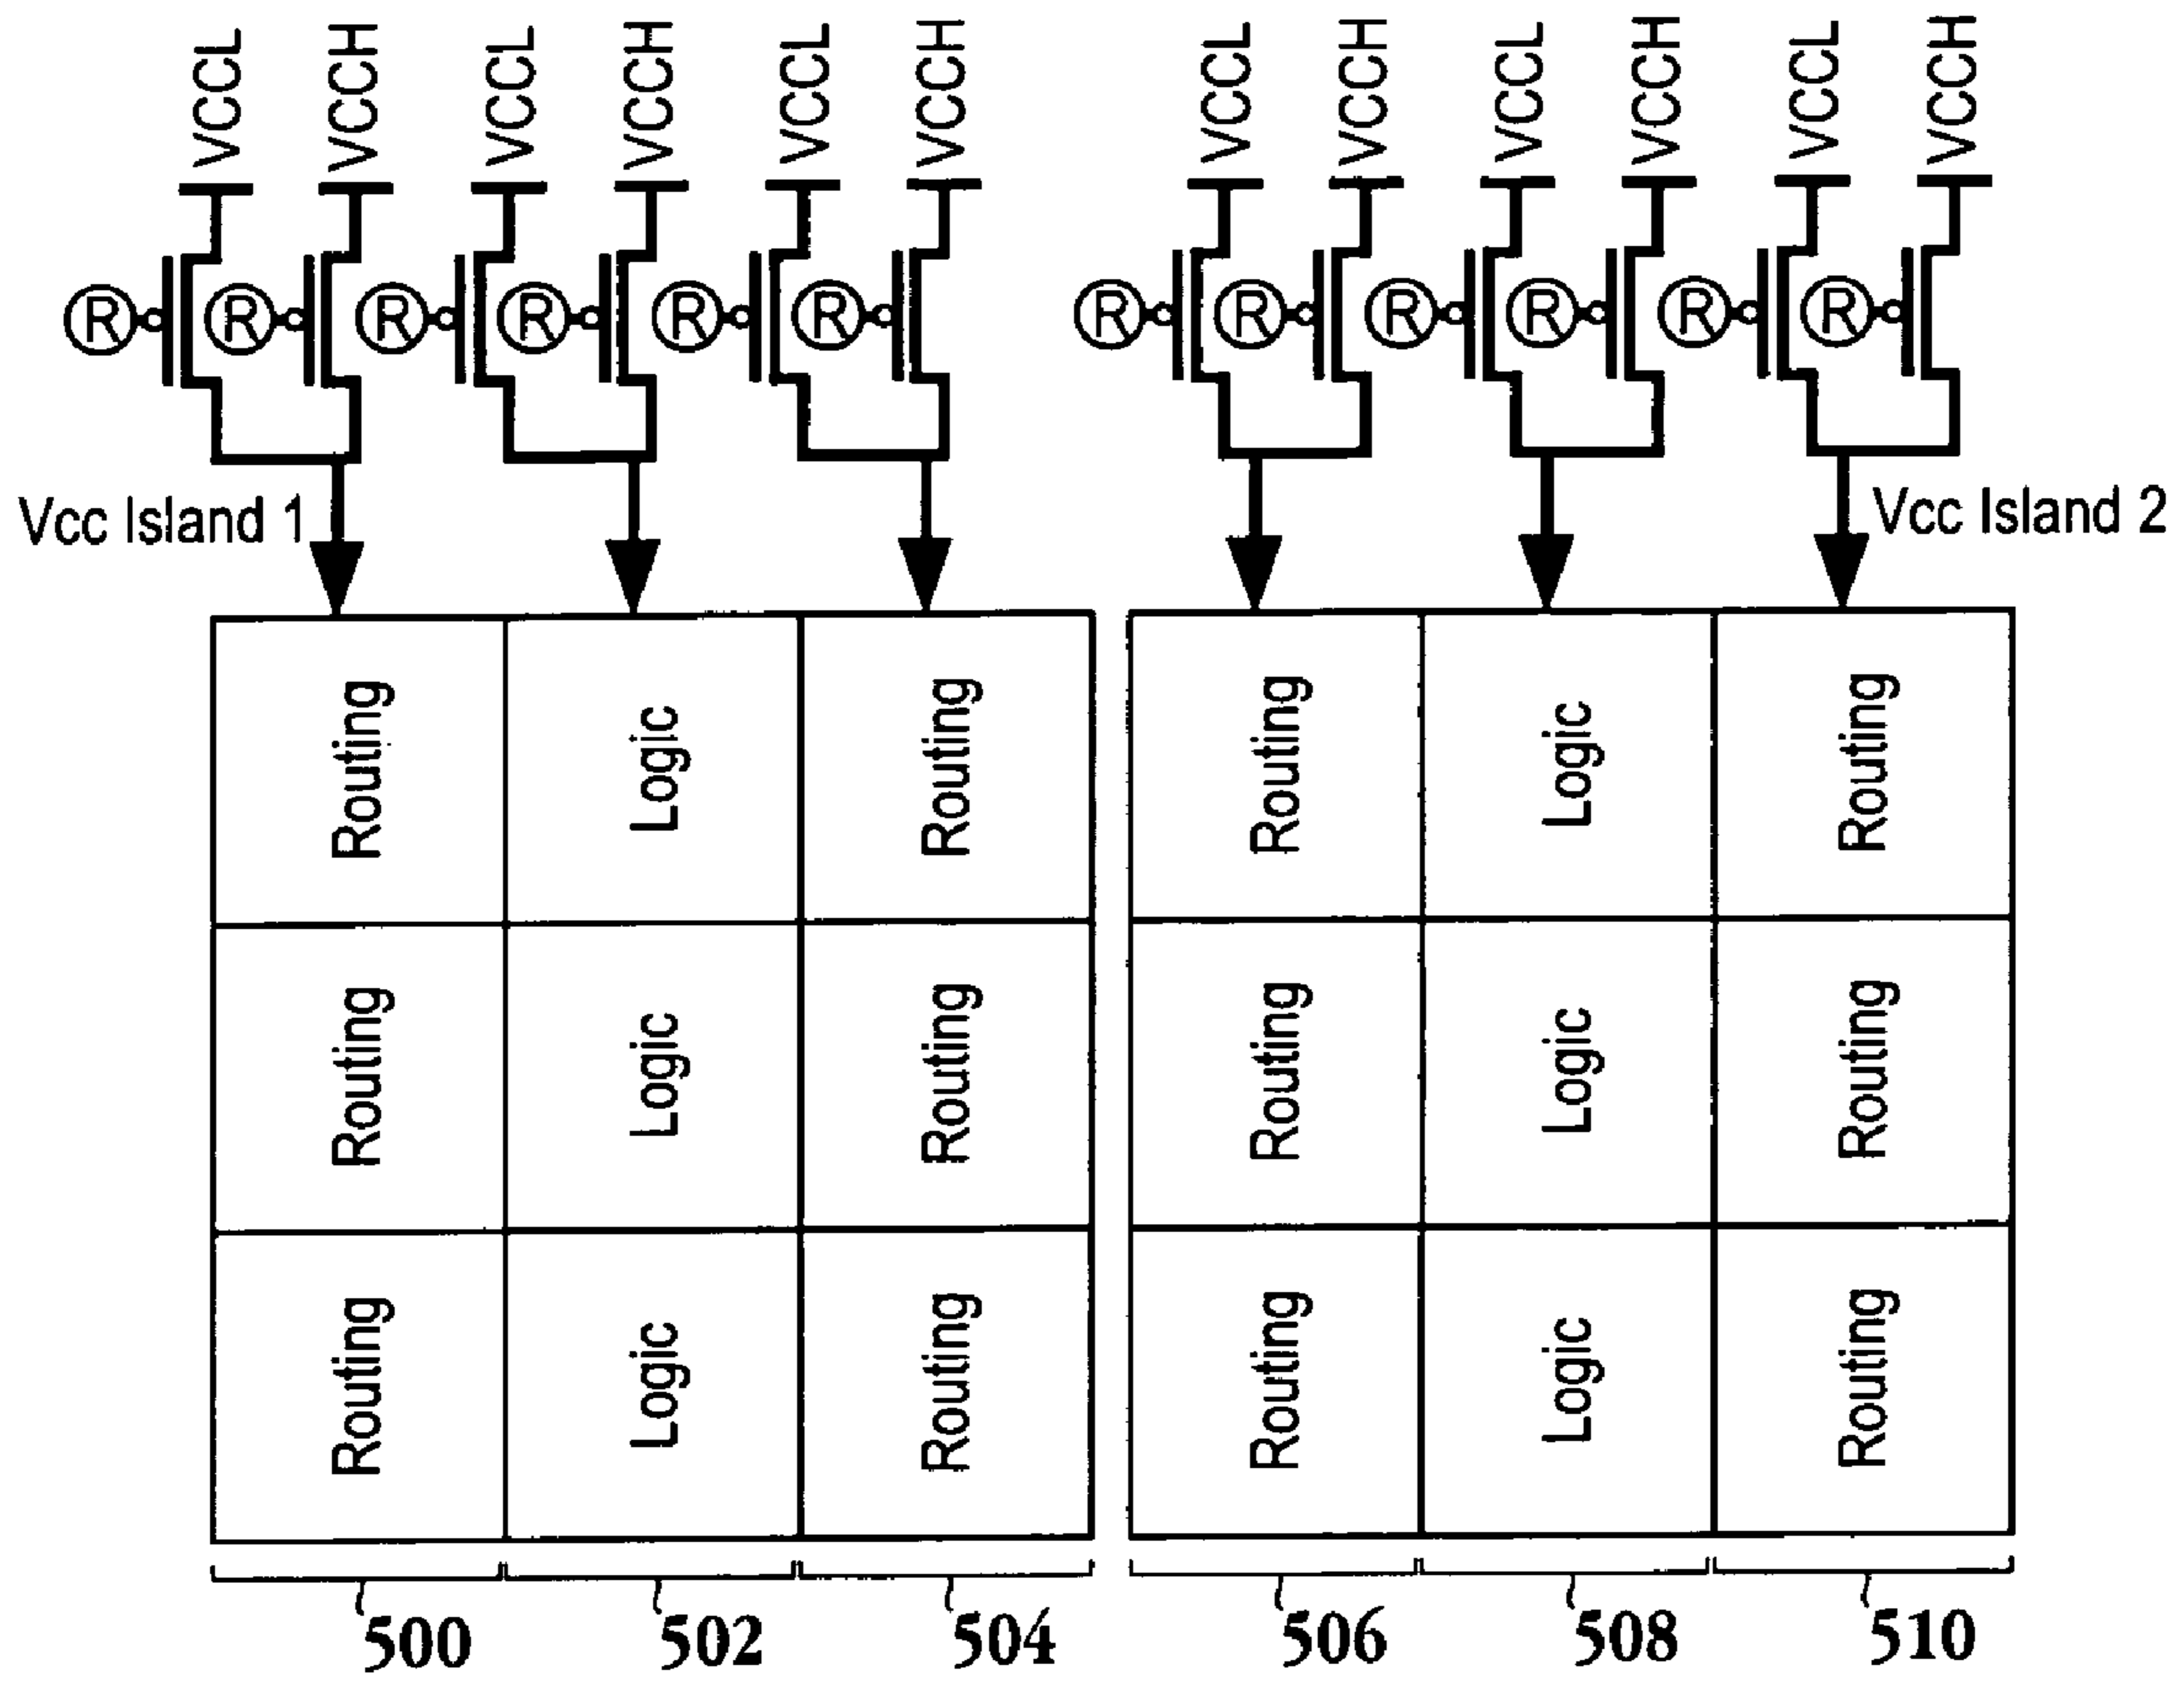 VCCL VCCH VCCL VCCH VCCL VCCH VCCL VCCH VCCL VCCH VCCL VCCH
R R R R R R R R R R R R
Vcc Island 1 Vcc Island 2
Routing Logic Routing Routing Logic Routing
Routing Logic Routing Routing Logic Routing
Routing Logic Routing Routing Logic Routing
500 502 504 506 508 510